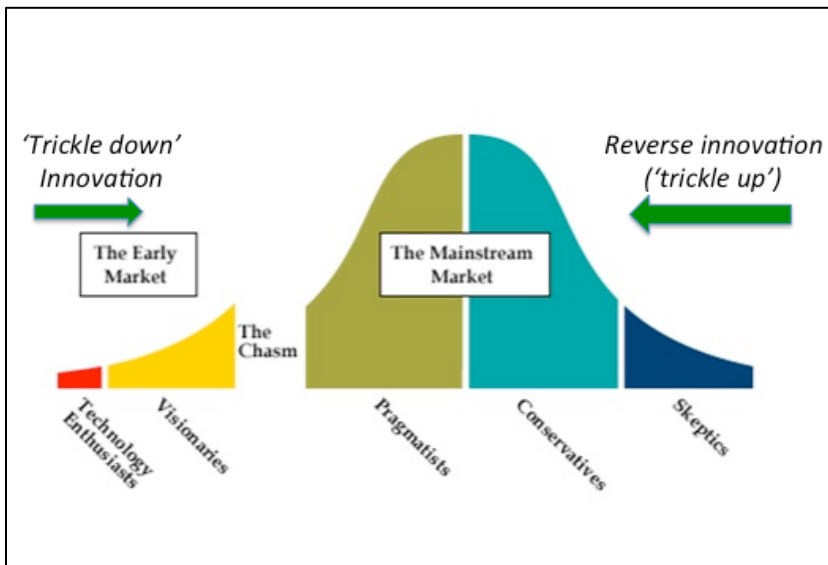 ‘Trickle down’
Innovation
Reverse innovation
(‘trickle up’)
The Early
Market
The Mainstream
Market
The
Chasm
Technology
Enthusiasts
Visionaries
Pragmatists
Conservatives
Skeptics